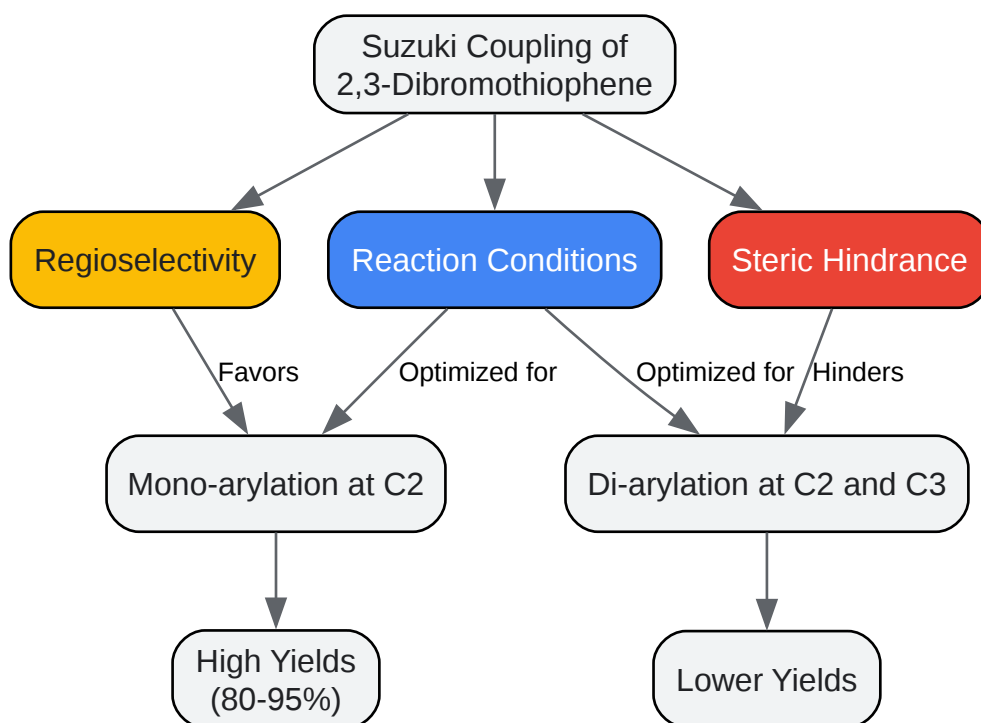 Suzuki Coupling of
2,3-Dibromothiophene
Regioselectivity
Reaction Conditions
Steric Hindrance
Favors
Optimized for
Optimized for
Hinders
Mono-arylation at C2
Di-arylation at C2 and C3
High Yields
(80-95%)
Lower Yields